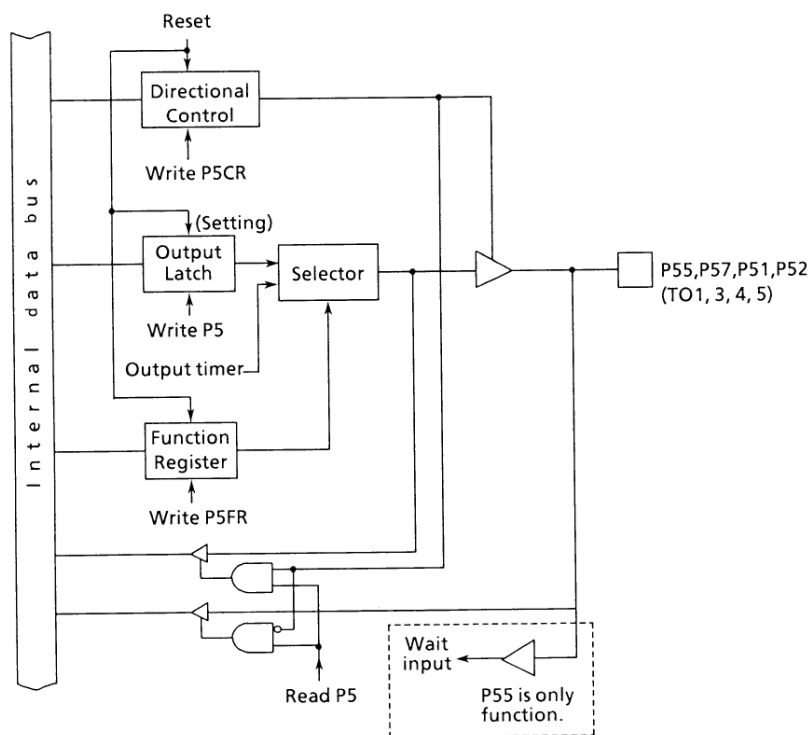 Reset
Directional
Control
Write P5CR
(Setting)
Output
Latch
Selector
P55,P57,P51,P52
(TO1, 3, 4, 5)
Write P5
Output timer
Internal data bus
Function
Register
Write P5FR
Wait
input
Read P5
P55 is only
function.